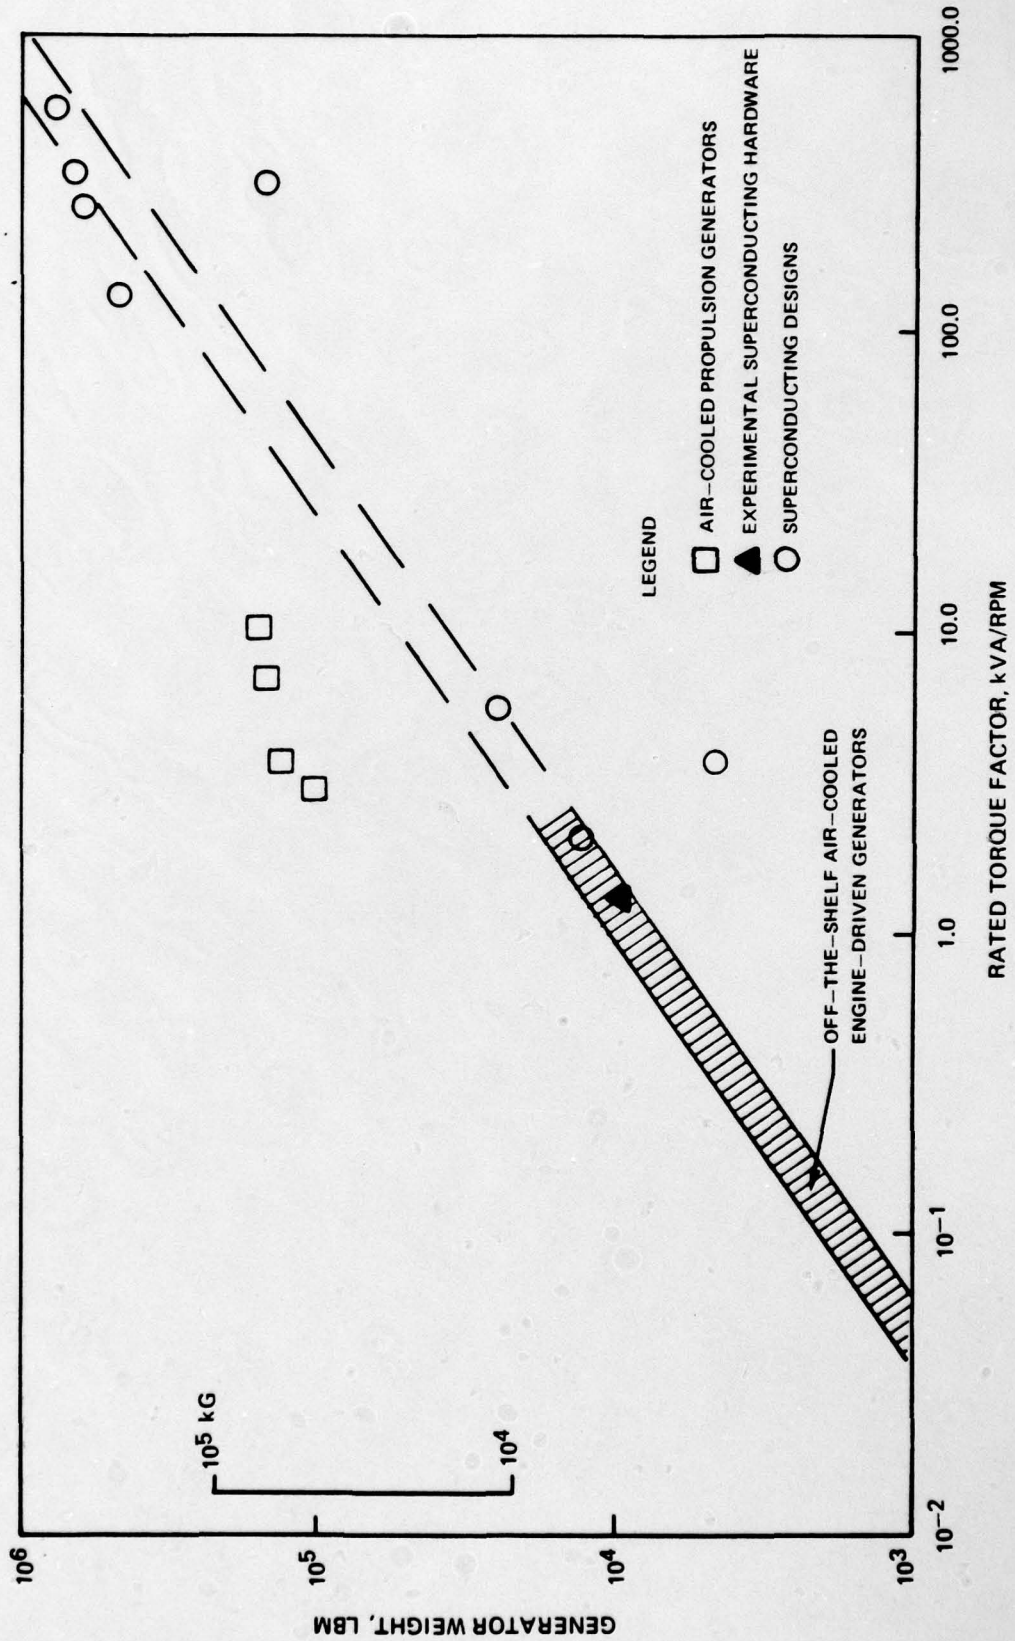 GENERATOR WEIGHT, LBM
10⁶
10⁵
10⁴
10³
10⁵ kG
10⁴
LEGEND
AIR-COOLED PROPULSION GENERATORS
EXPERIMENTAL SUPERCONDUCTING HARDWARE
SUPERCONDUCTING DESIGNS
OFF-THE-SHELF AIR-COOLED
ENGINE-DRIVEN GENERATORS
10⁻²
10⁻¹
1.0
10.0
100.0
1000.0
RATED TORQUE FACTOR, kVA/RPM